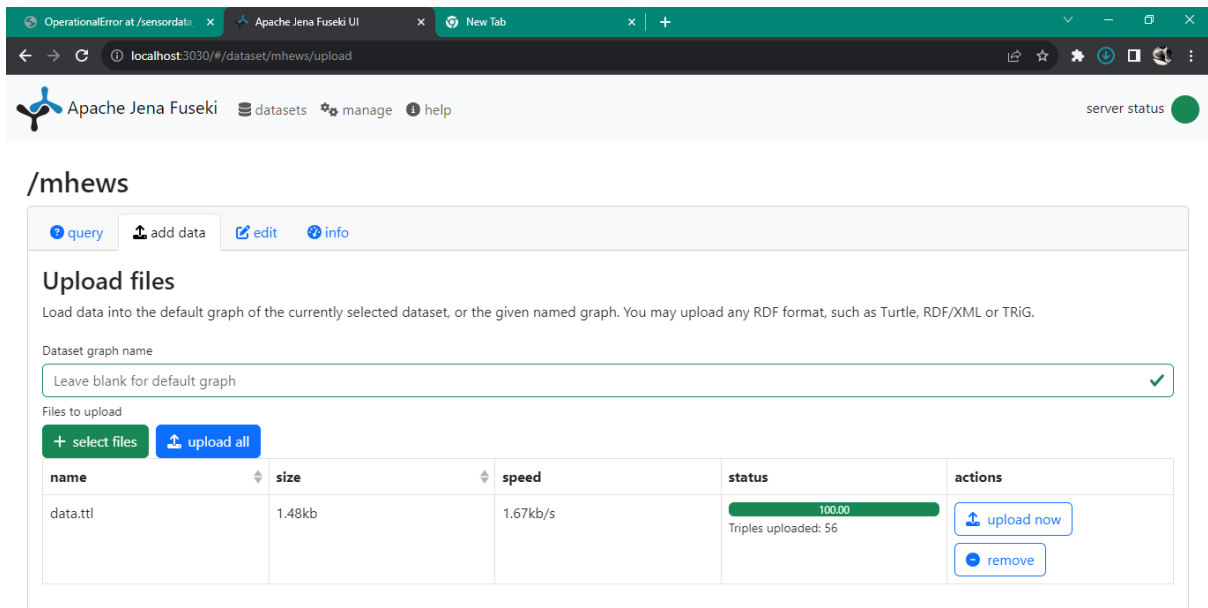 OperationalError at /sensordata
Apache Jena Fuseki UI
New Tab
localhost:3030/#/dataset/mhews/upload
Apache Jena Fuseki datasets manage help server status
/mhews
query add data edit info
Upload files
Load data into the default graph of the currently selected dataset, or the given named graph. You may upload any RDF format, such as Turtle, RDF/XML or TRiG.
Dataset graph name
Leave blank for default graph
Files to upload
+ select files upload all
name size speed status actions
data.ttl 1.48kb 1.67kb/s 100.00 upload now
Triples uploaded: 56
remove